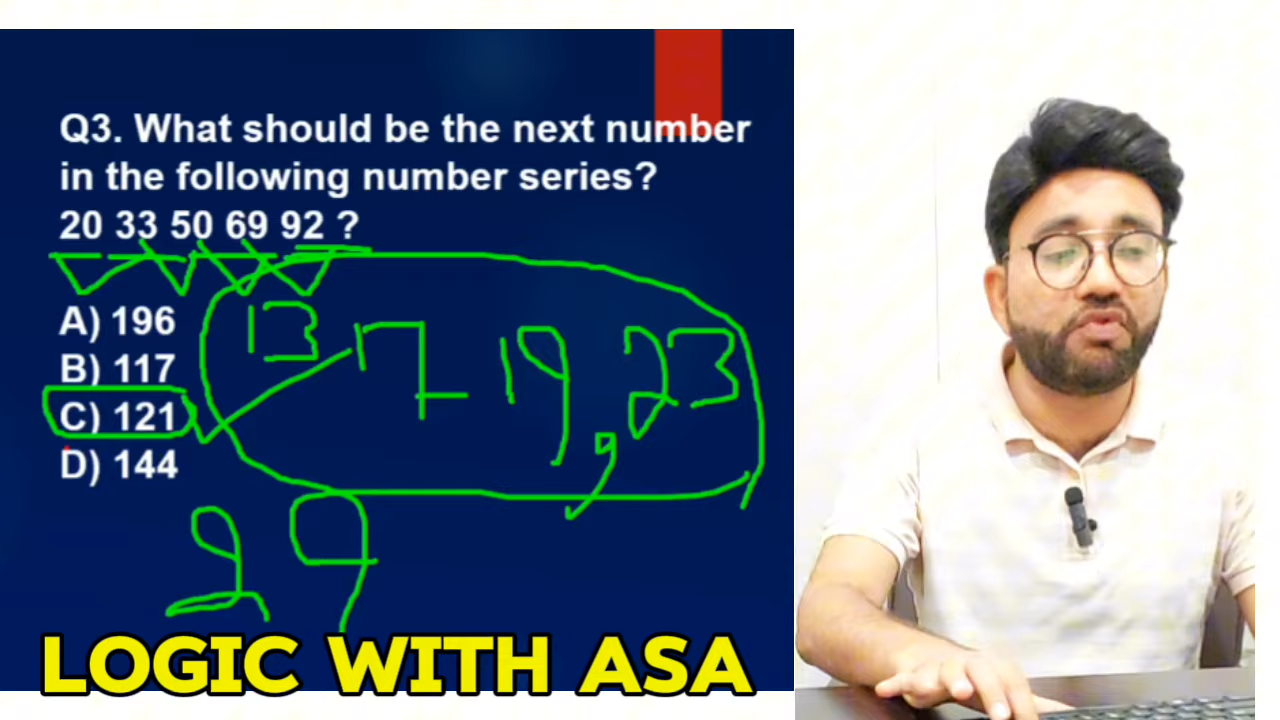 Q3. What should be the next number
in the following number series?
20 33 50 69 92 ?
A) 196
B) 117
C) 121
D) 144
13 17 19, 23
29
LOGIC WITH ASA